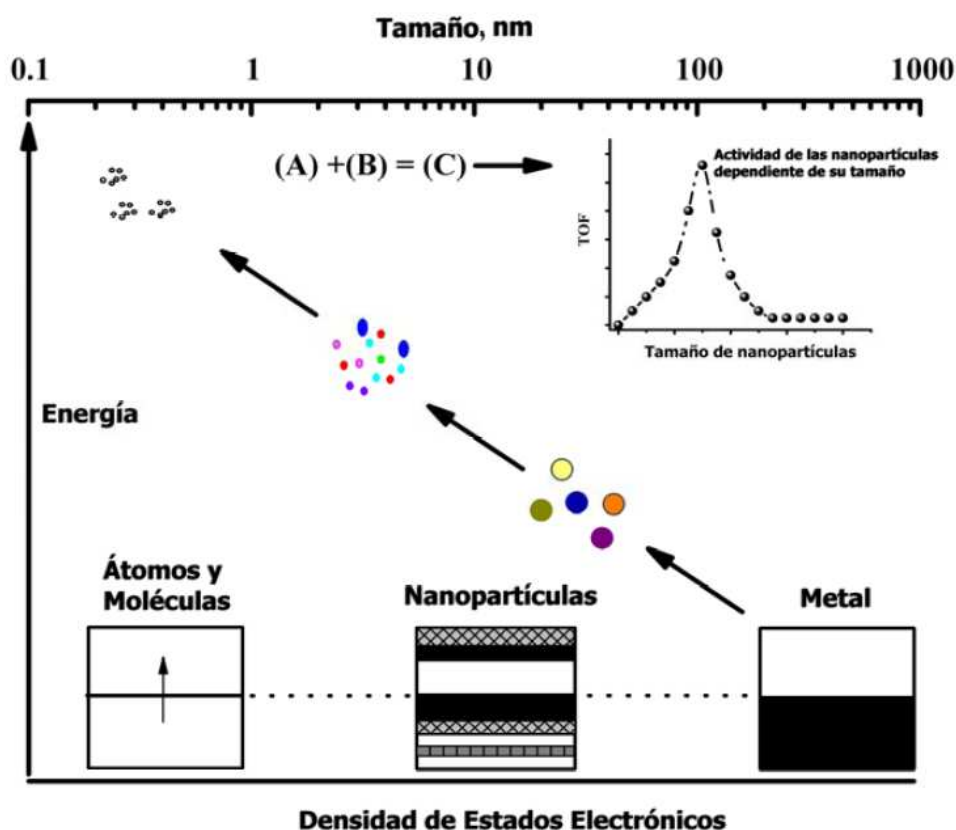 Tamaño, nm
0.1 1 10 100 1000
(A) +(B) = (C)
Actividad de las nanopartículas
dependiente de su tamaño
TOF
Tamaño de nanopartículas
Energía
Átomos y
Moléculas
Nanopartículas
Metal
Densidad de Estados Electrónicos